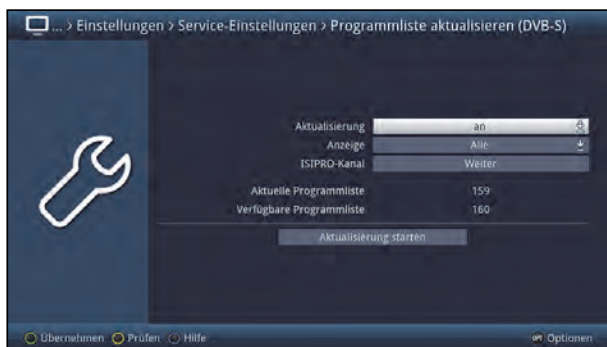 ... > Einstellungen > Service-Einstellungen > Programmliste aktualisieren (DVB-S)
Aktualisierung an
Anzeige Alle
ISIPRO-Kanal Weiter
Aktuelle Programmliste 159
Verfügbare Programmliste 160
Aktualisierung starten
Übernehmen Prüfen Hilfe OPT Optionen